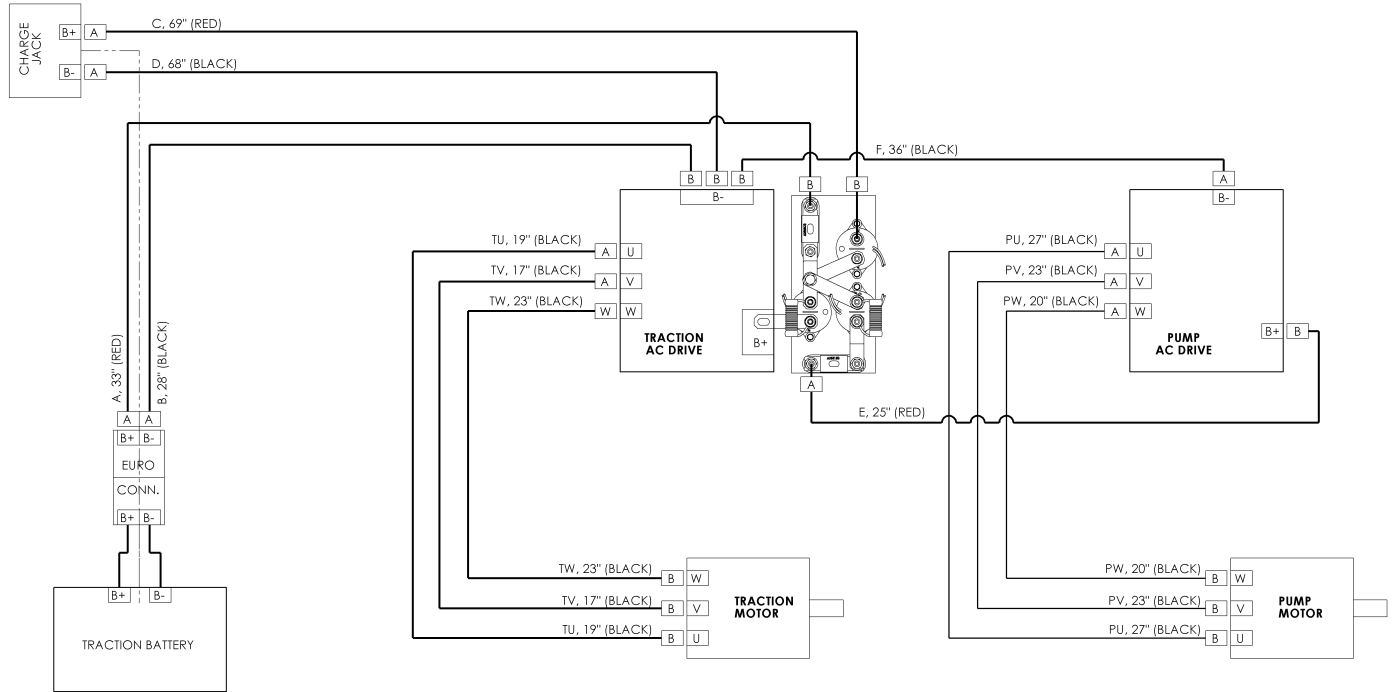 CHARGE
JACK
B+ A
B- A
C, 69" (RED)
D, 68" (BLACK)
F, 36" (BLACK)
B B B
B-
B B
A
B-
TU, 19" (BLACK)
A U
TV, 17" (BLACK)
A V
TW, 23" (BLACK)
W W
TRACTION
AC DRIVE
B+
A
PU, 27" (BLACK)
A U
PV, 23" (BLACK)
A V
PW, 20" (BLACK)
A W
PUMP
AC DRIVE
B+ B
E, 25" (RED)
A, 33" (RED)
B, 28" (BLACK)
A A
B+ B-
EURO
CONN.
B+ B-
B+ B-
TRACTION BATTERY
TW, 23" (BLACK)
B W
TV, 17" (BLACK)
B V
TU, 19" (BLACK)
B U
TRACTION
MOTOR
PW, 20" (BLACK)
B W
PV, 23" (BLACK)
B V
PU, 27" (BLACK)
B U
PUMP
MOTOR